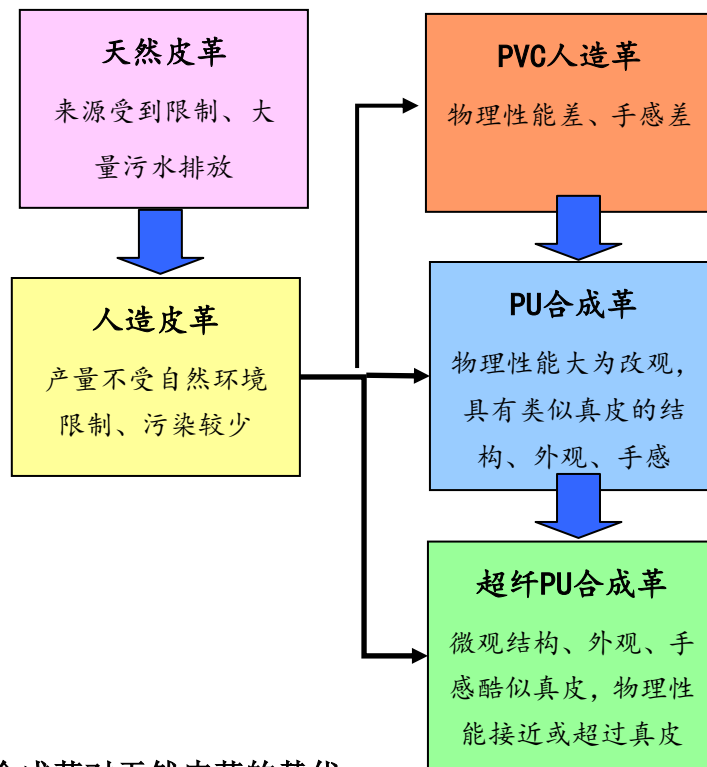 天然皮革
来源受到限制、大
量污水排放
人造皮革
产量不受自然环境
限制、污染较少
PVC人造革
物理性能差、手感差
PU合成革
物理性能大为改观，
具有类似真皮的结
构、外观、手感
超纤PU合成革
微观结构、外观、手
感酷似真皮，物理性
能接近或超过真皮